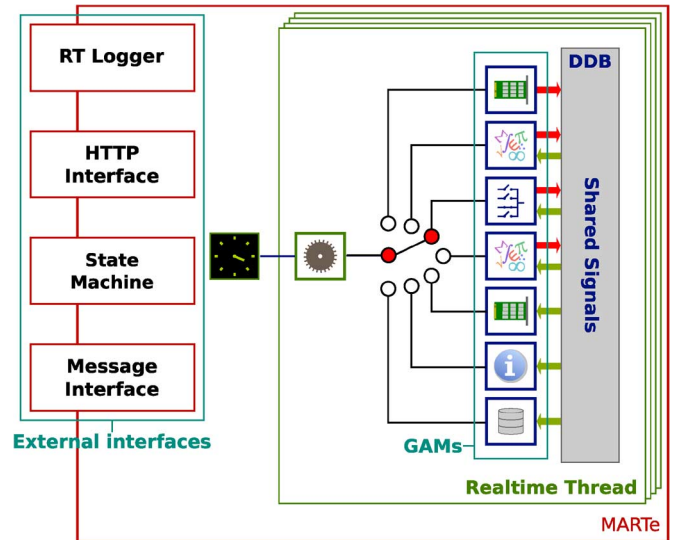 RT Logger
HTTP
Interface
State
Machine
Message
Interface
External interfaces
DDB
Shared Signals
GAMs
Realtime Thread
MARTe